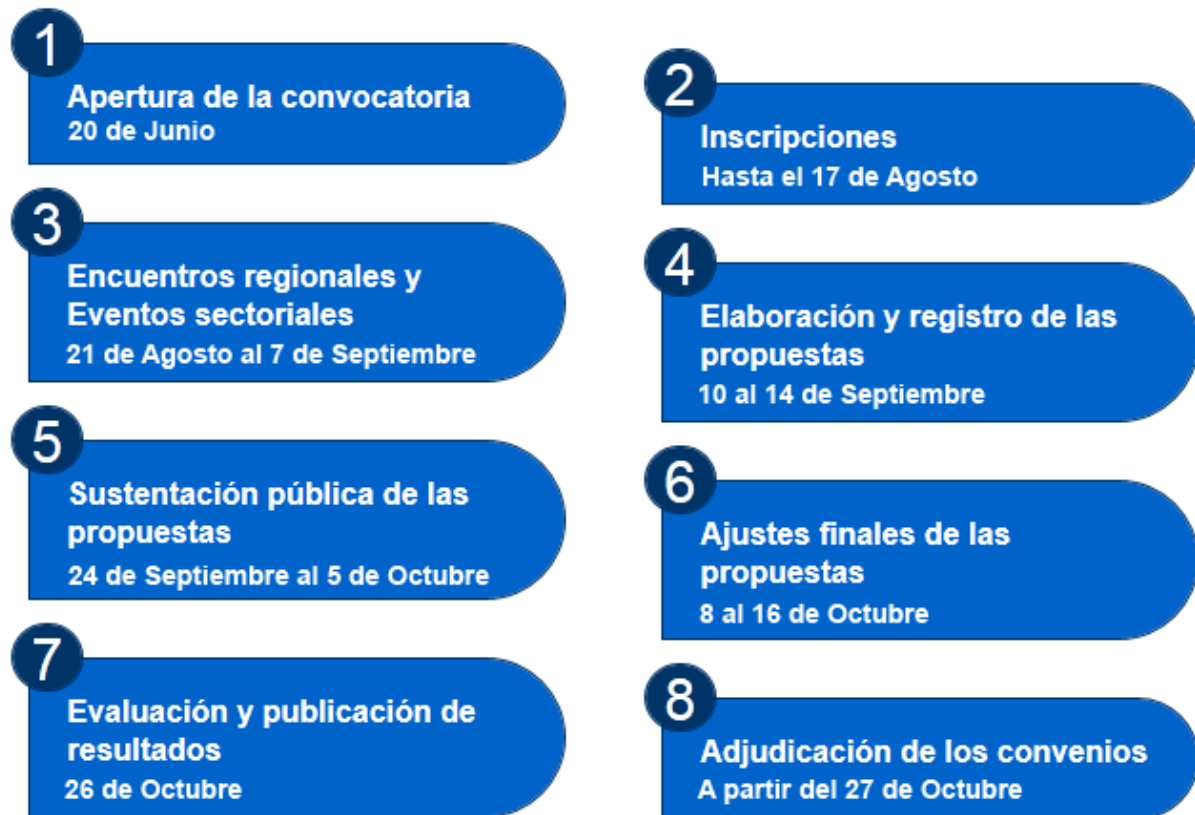 1
Apertura de la convocatoria
20 de Junio
2
Inscripciones
Hasta el 17 de Agosto
3
Encuentros regionales y
Eventos sectoriales
21 de Agosto al 7 de Septiembre
4
Elaboración y registro de las
propuestas
10 al 14 de Septiembre
5
Sustentación pública de las
propuestas
24 de Septiembre al 5 de Octubre
6
Ajustes finales de las
propuestas
8 al 16 de Octubre
7
Evaluación y publicación de
resultados
26 de Octubre
8
Adjudicación de los convenios
A partir del 27 de Octubre